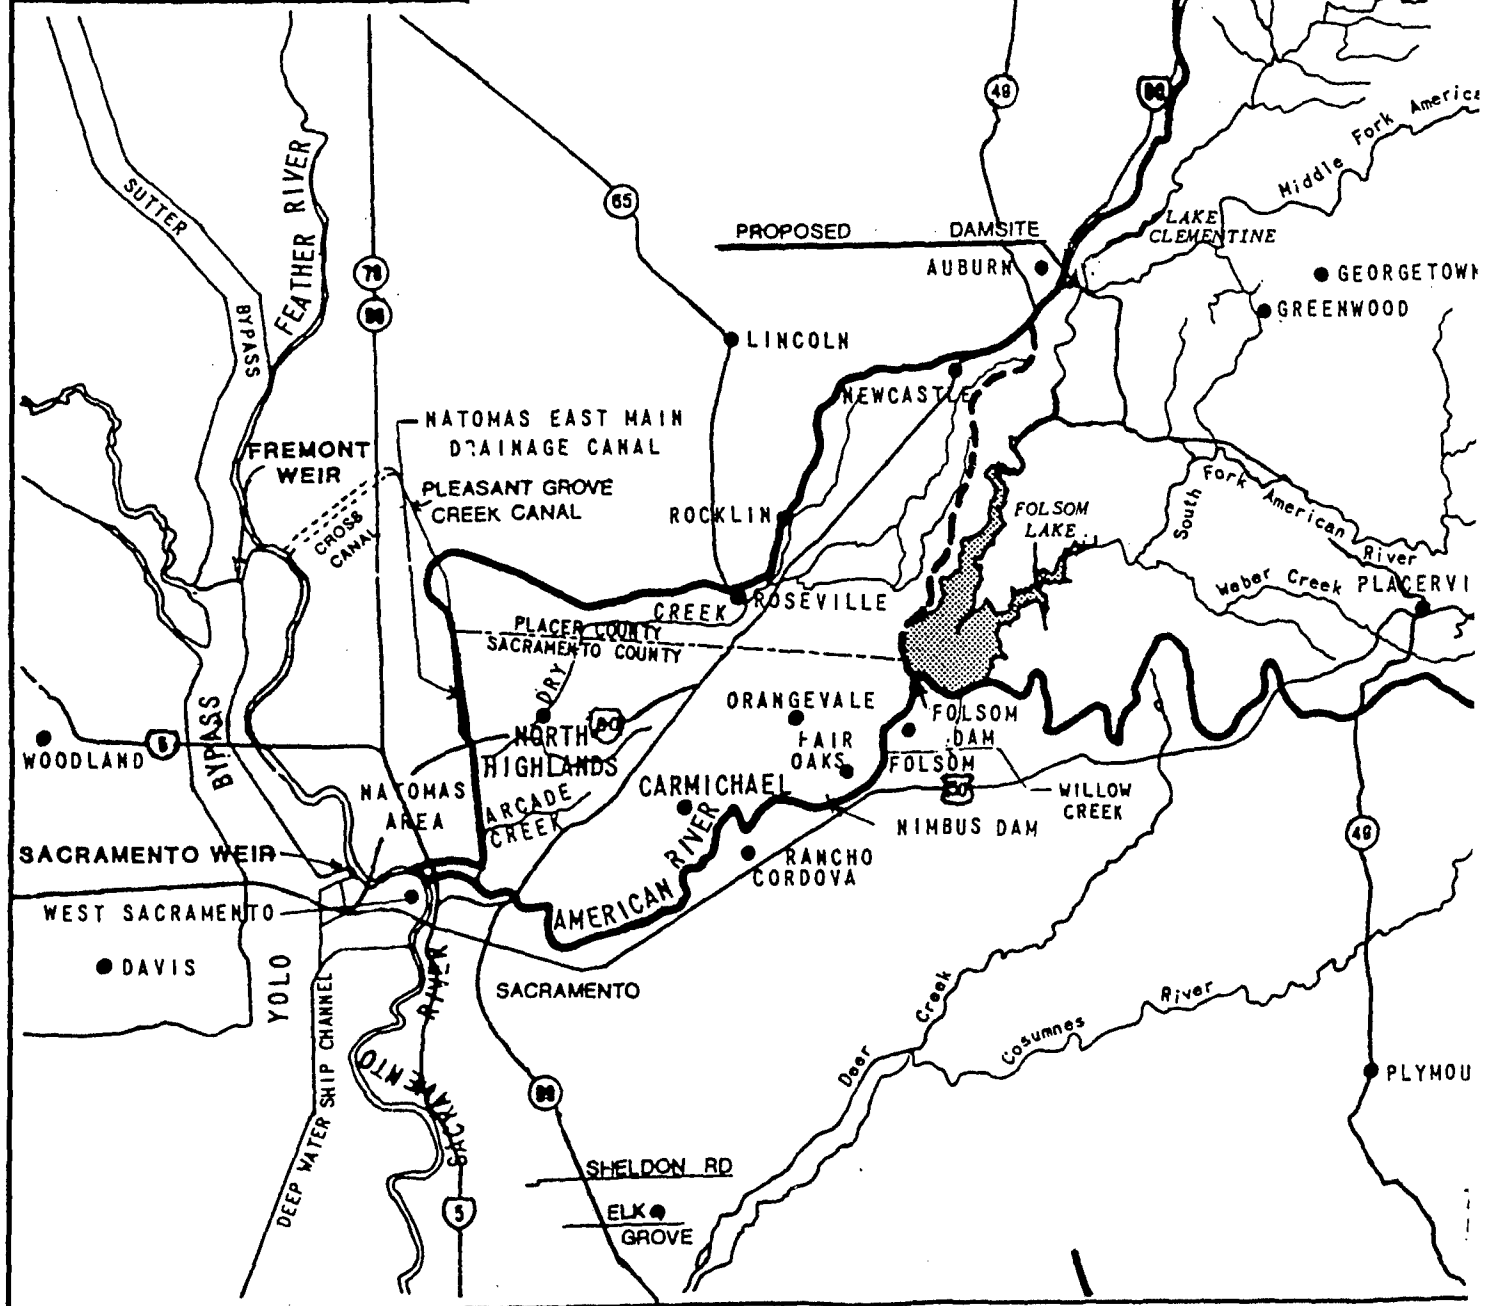 49
80
Middle Fork America
SUTTER
BYPASS
FEATHER RIVER
65
LAKE
CLEMENTINE
PROPOSED DAMSITE
AUBURN
GEORGETOWN
GREENWOOD
LINCOLN
NEWCASTLE
NATOMAS EAST MAIN
DRAINAGE CANAL
FREMONT
WEIR
PLEASANT GROVE
CREEK CANAL
CROSS
CANAL
ROCKLIN
FOLSOM
LAKE
South Fork American River
Weber Creek
PLACERVI
ROSEVILLE
DRY CREEK
PLACER COUNTY
SACRAMENTO COUNTY
ORANGEVALE
FOLSOM
DAM
FAIR
OAKS
FOLSOM
50
WILLOW
CREEK
NORTH
HIGHLANDS
80
WOODLAND
5
YOLO BYPASS
NATOMAS
AREA
ARCADE
CREEK
CARMICHAEL
NIMBUS DAM
49
SACRAMENTO WEIR
RANCHO
CORDOVA
AMERICAN RIVER
WEST SACRAMENTO
DAVIS
SACRAMENTO
SACRAMENTO RIVER
DEEP WATER SHIP CHANNEL
Deer Creek
Cosumnes River
PLYMOU
99
SHELDON RD
5
ELK
GROVE